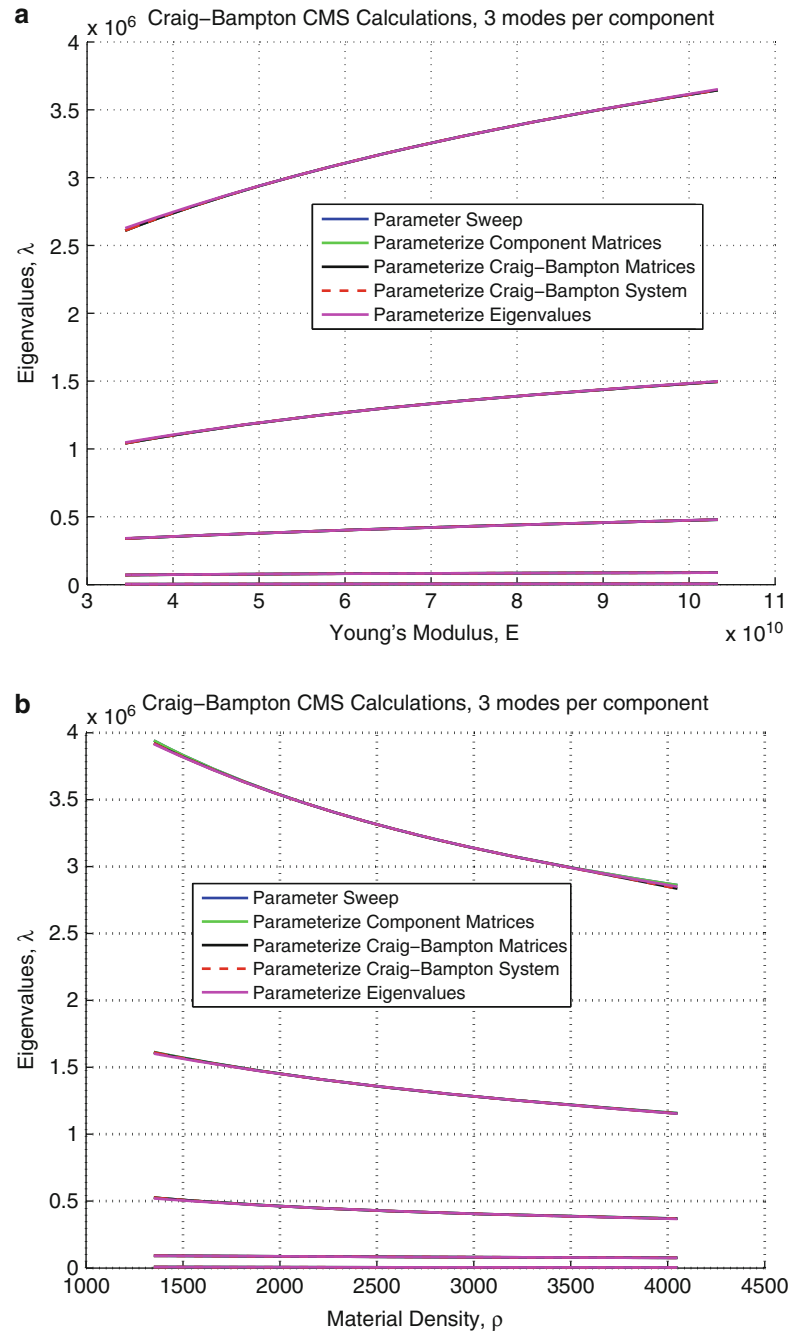 a
Craig–Bampton CMS Calculations, 3 modes per component
x 10^6
4
3.5
3
2.5
2
1.5
1
0.5
0
Eigenvalues, λ
Parameter Sweep
Parameterize Component Matrices
Parameterize Craig–Bampton Matrices
Parameterize Craig–Bampton System
Parameterize Eigenvalues
3 4 5 6 7 8 9 10 11
Young's Modulus, E
x 10^10
b
Craig–Bampton CMS Calculations, 3 modes per component
x 10^6
4
3.5
3
2.5
2
1.5
1
0.5
0
Eigenvalues, λ
Parameter Sweep
Parameterize Component Matrices
Parameterize Craig–Bampton Matrices
Parameterize Craig–Bampton System
Parameterize Eigenvalues
1000 1500 2000 2500 3000 3500 4000 4500
Material Density, ρ